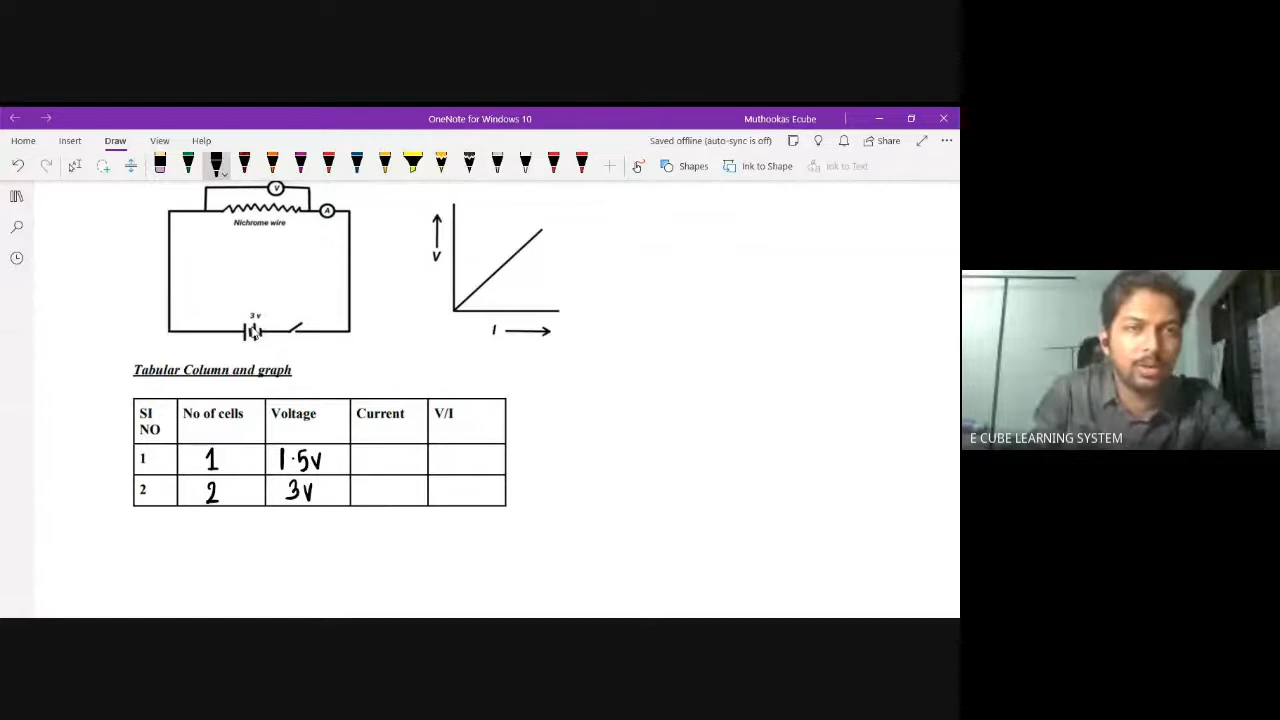 OneNote for Windows 10
Muthookas Ecube
Home Insert Draw View Help
Saved offline (auto-sync is off)
Share
Shapes
Ink to Shape
Ink to Text
V
A
Nichrome wire
3 v
V
I
Tabular Column and graph
SI NO No of cells Voltage Current V/I
1 1 1.5v
2 2 3v
E CUBE LEARNING SYSTEM